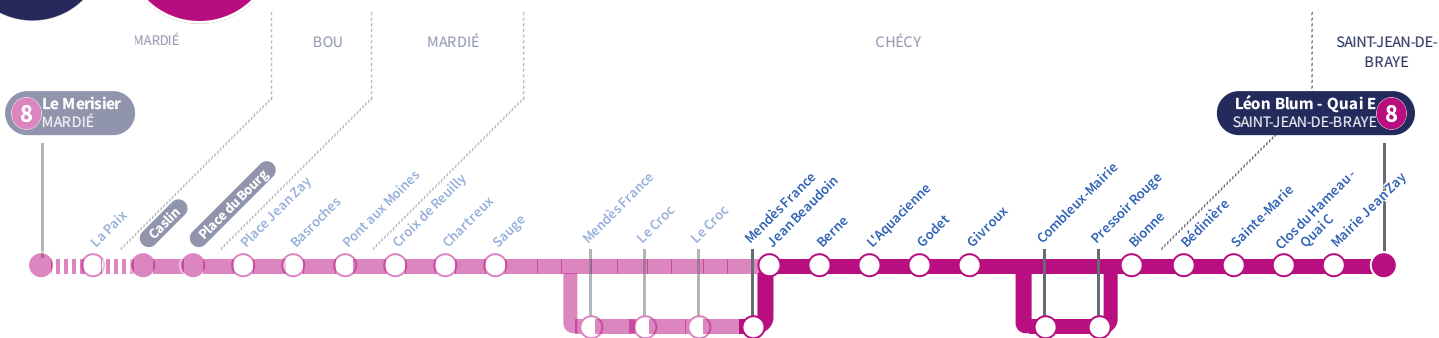 MARDIÉ
BOU
MARDIÉ
CHÉCY
SAINT-JEAN-DE-
BRAYE
8
Le Merisier
MARDIÉ
Léon Blum - Quai E
SAINT-JEAN-DE-BRAYE
8
La Paix
Caslin
Place du Bourg
Place Jean Zay
Basroches
Pont aux Moines
Croix de Reuilly
Chartreux
Sauge
Mendès France
Le Croc
Le Croc
Mendès France
Jean Beaudoin
Berne
L'Aquacienne
Godet
Givroux
Combleux-Mairie
Pressoir Rouge
Bionne
Bédinière
Sainte-Marie
Clos du Hameau -
Quai C
Mairie Jean Zay